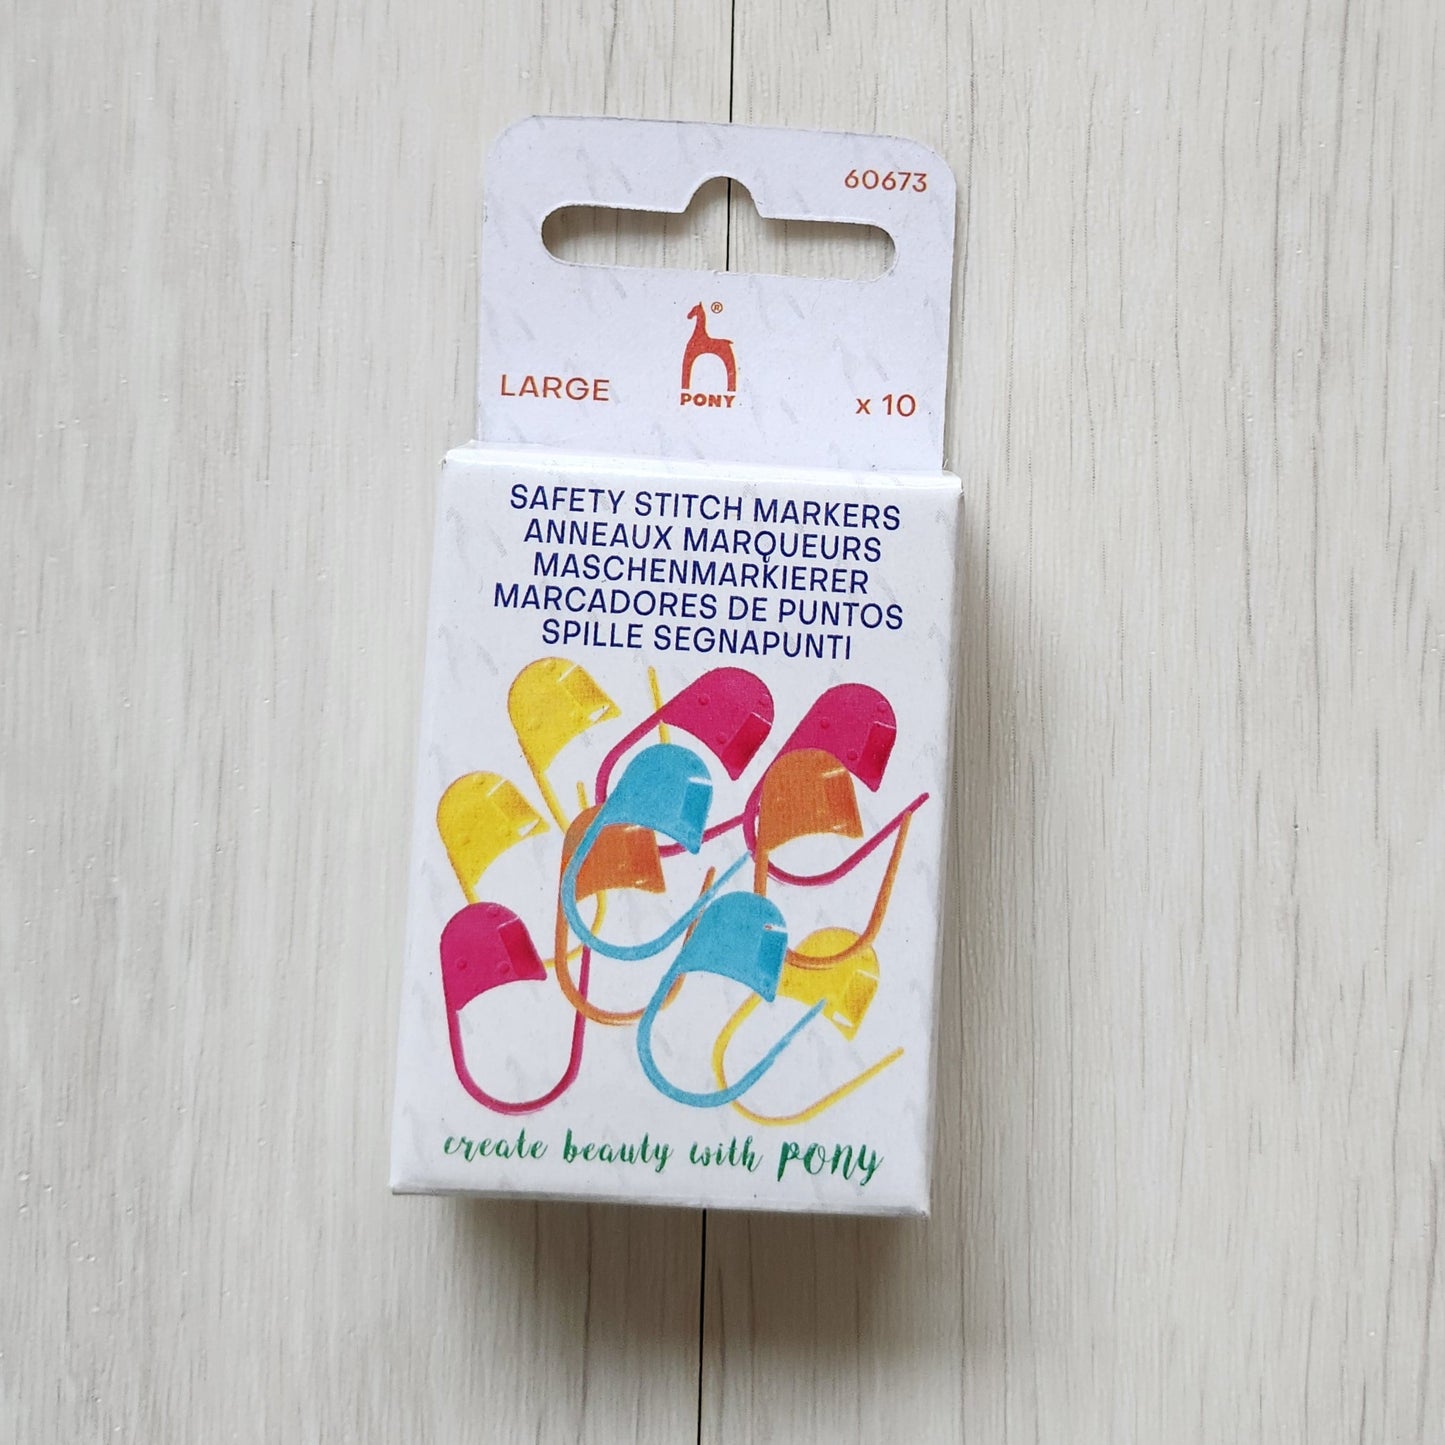 60673
®
LARGE PONY x 10
SAFETY STITCH MARKERS
ANNEAUX MARQUEURS
MASCHENMARKIERER
MARCADORES DE PUNTOS
SPILLE SEGNAPUNTI
create beauty with PONY